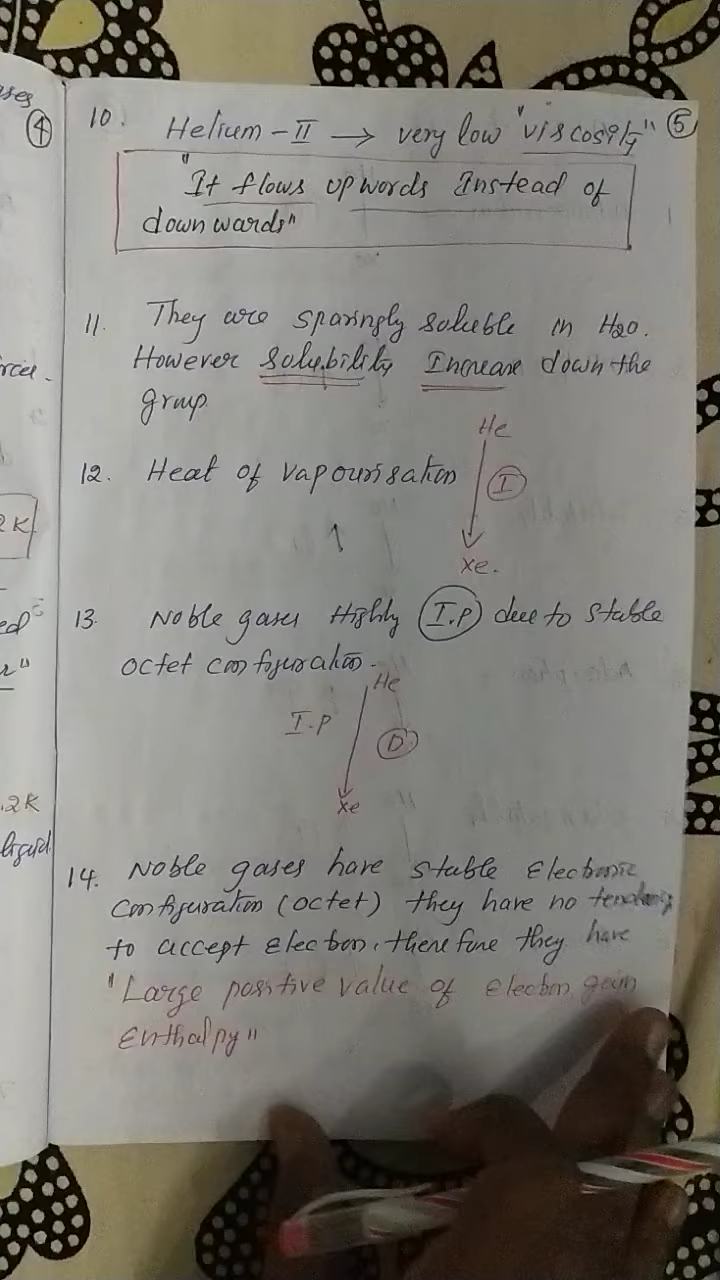 ④
⑤
10. Helium-II → very low "viscosity"
"It flows upwords Instead of
downwards"
11. They are sparingly soluble in H2O.
However Solubility Increase down the
group
He
12. Heat of vapourisation I
↑
Xe.
13. Noble gases Highly I.P due to stable
octet configuration.
He
I.P D
Xe
14. Noble gases have stable Electronic
configuration (octet) they have no tendency
to accept Electron. therefore they have
"Large positive value of electron gain
Enthalpy"
2K
.2K